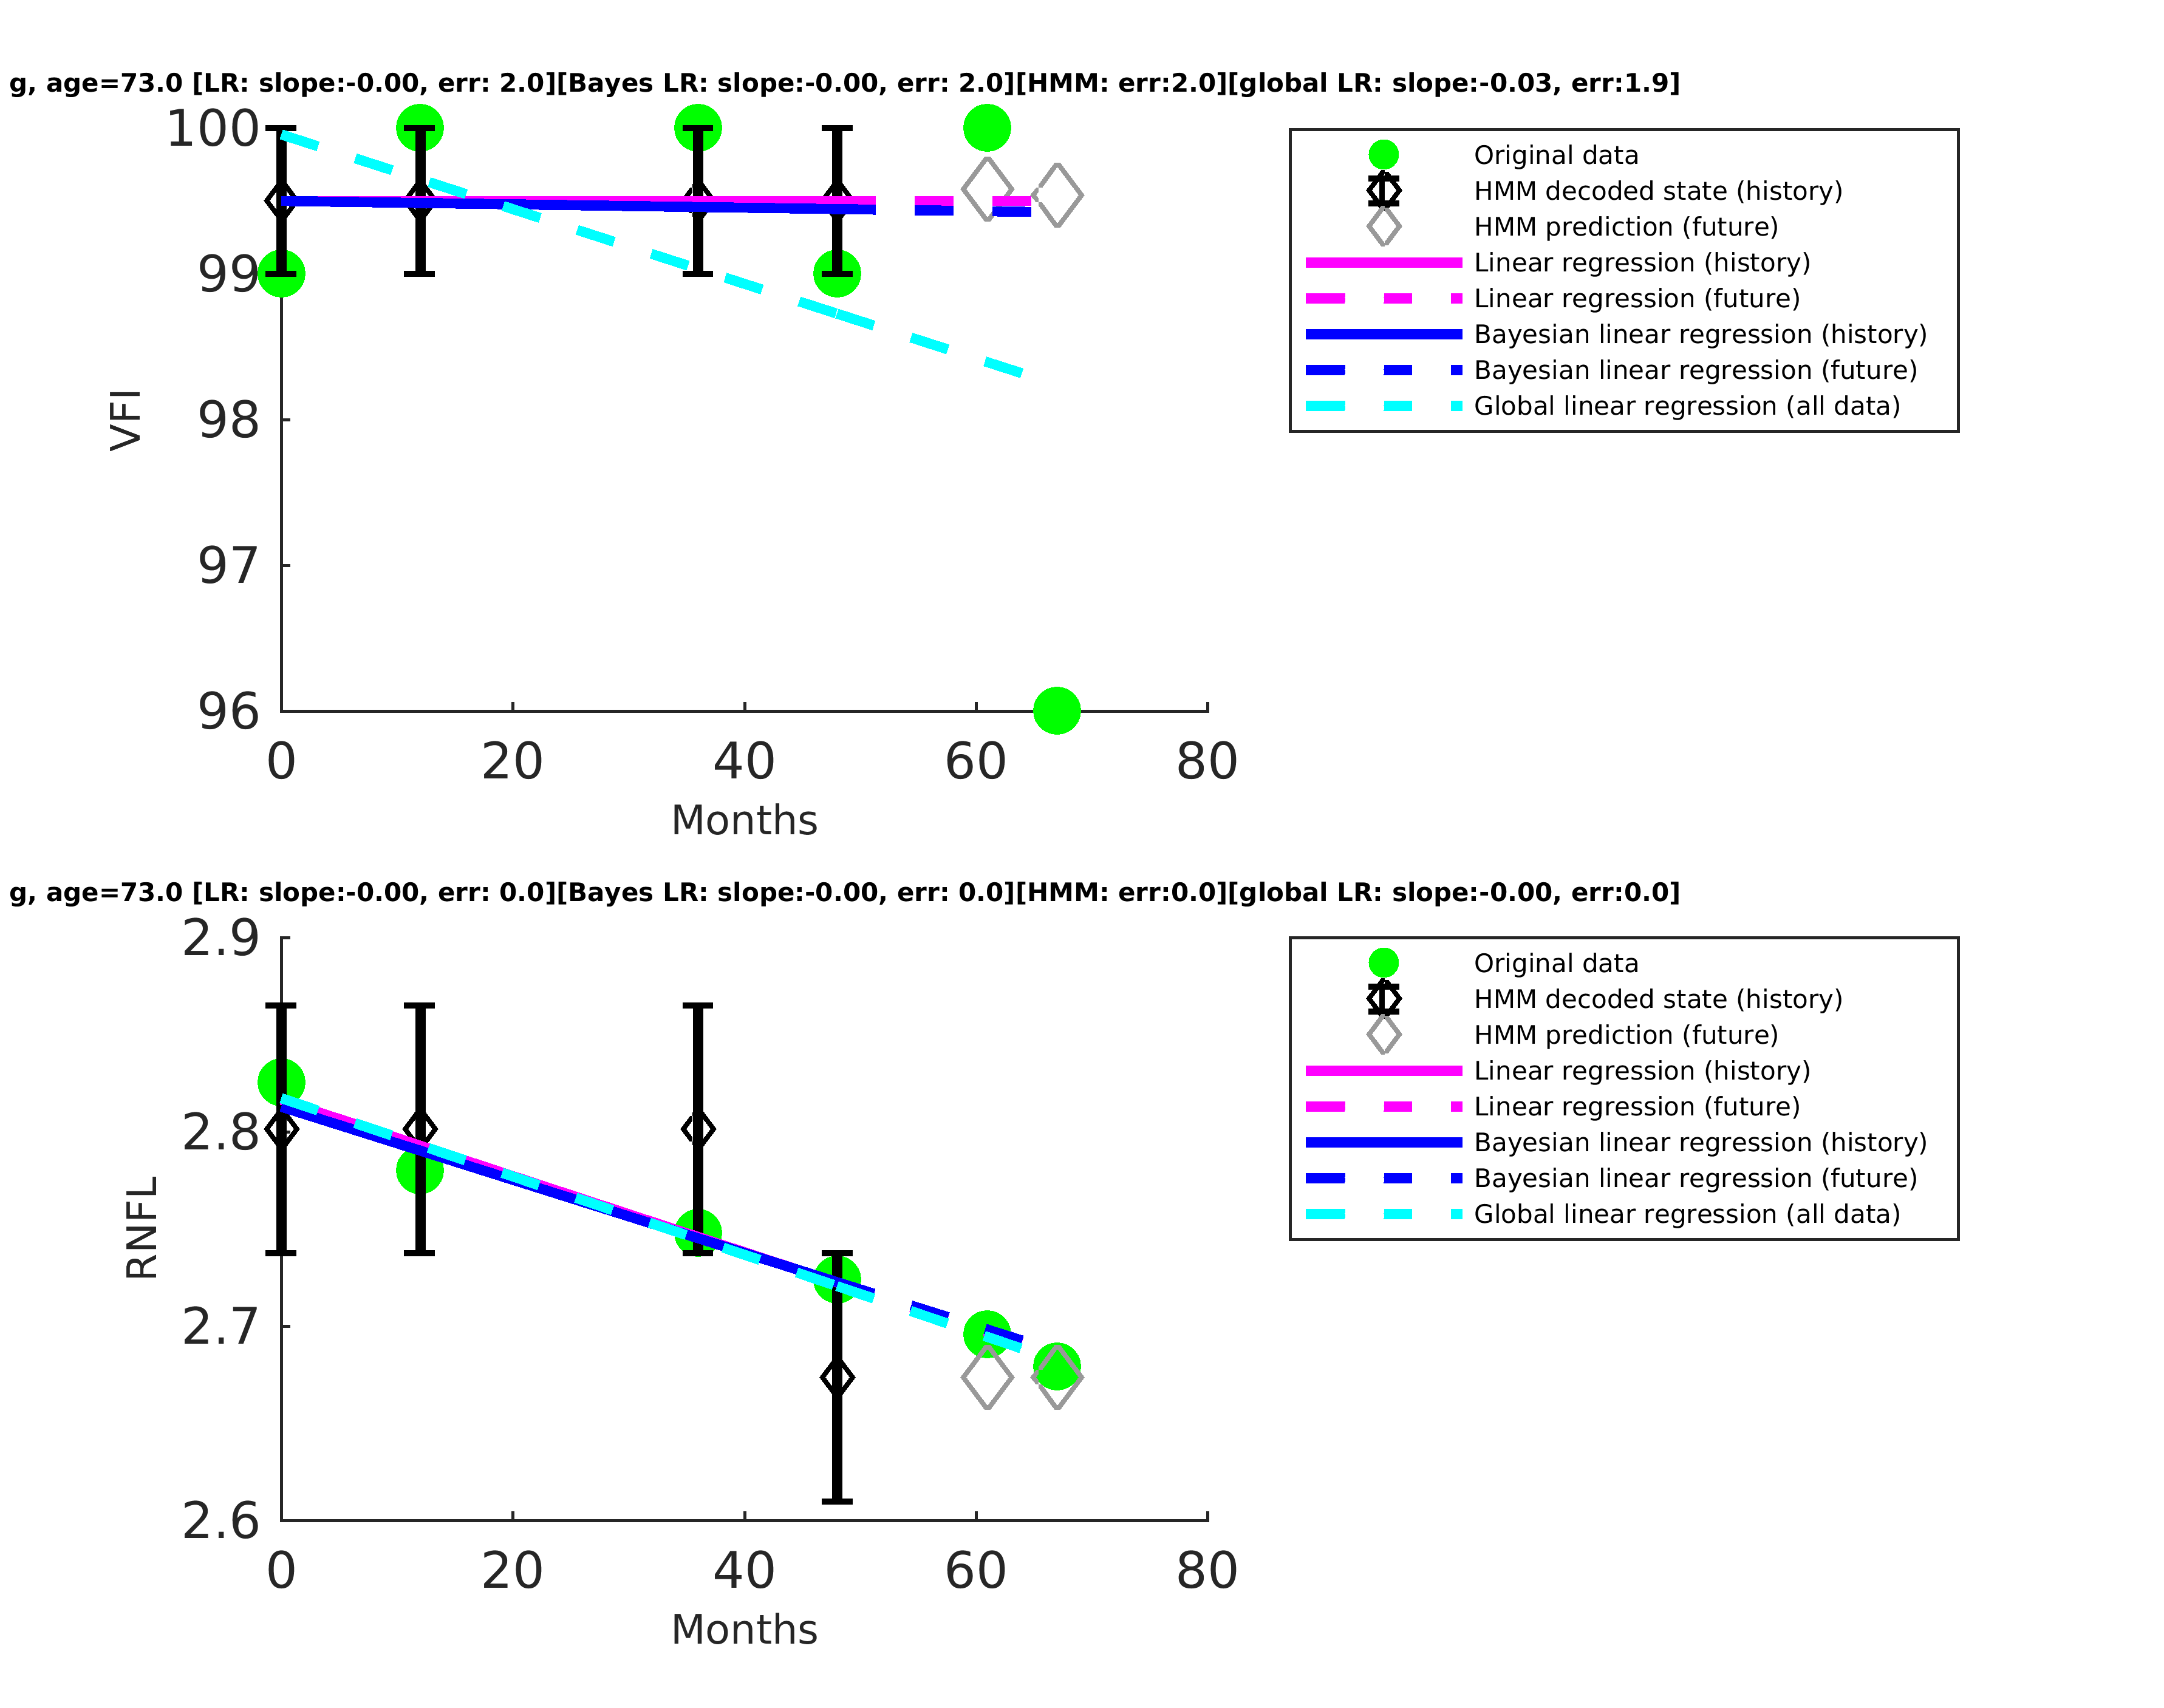 g, age=73.0 [LR: slope:-0.00, err: 2.0][Bayes LR: slope:-0.00, err: 2.0][HMM: err:2.0][global LR: slope:-0.03, err:1.9]
100
99
98
97
96
VFI
0 20 40 60 80
Months
Original data
HMM decoded state (history)
HMM prediction (future)
Linear regression (history)
Linear regression (future)
Bayesian linear regression (history)
Bayesian linear regression (future)
Global linear regression (all data)
g, age=73.0 [LR: slope:-0.00, err: 0.0][Bayes LR: slope:-0.00, err: 0.0][HMM: err:0.0][global LR: slope:-0.00, err:0.0]
2.9
2.8
2.7
2.6
RNFL
0 20 40 60 80
Months
Original data
HMM decoded state (history)
HMM prediction (future)
Linear regression (history)
Linear regression (future)
Bayesian linear regression (history)
Bayesian linear regression (future)
Global linear regression (all data)